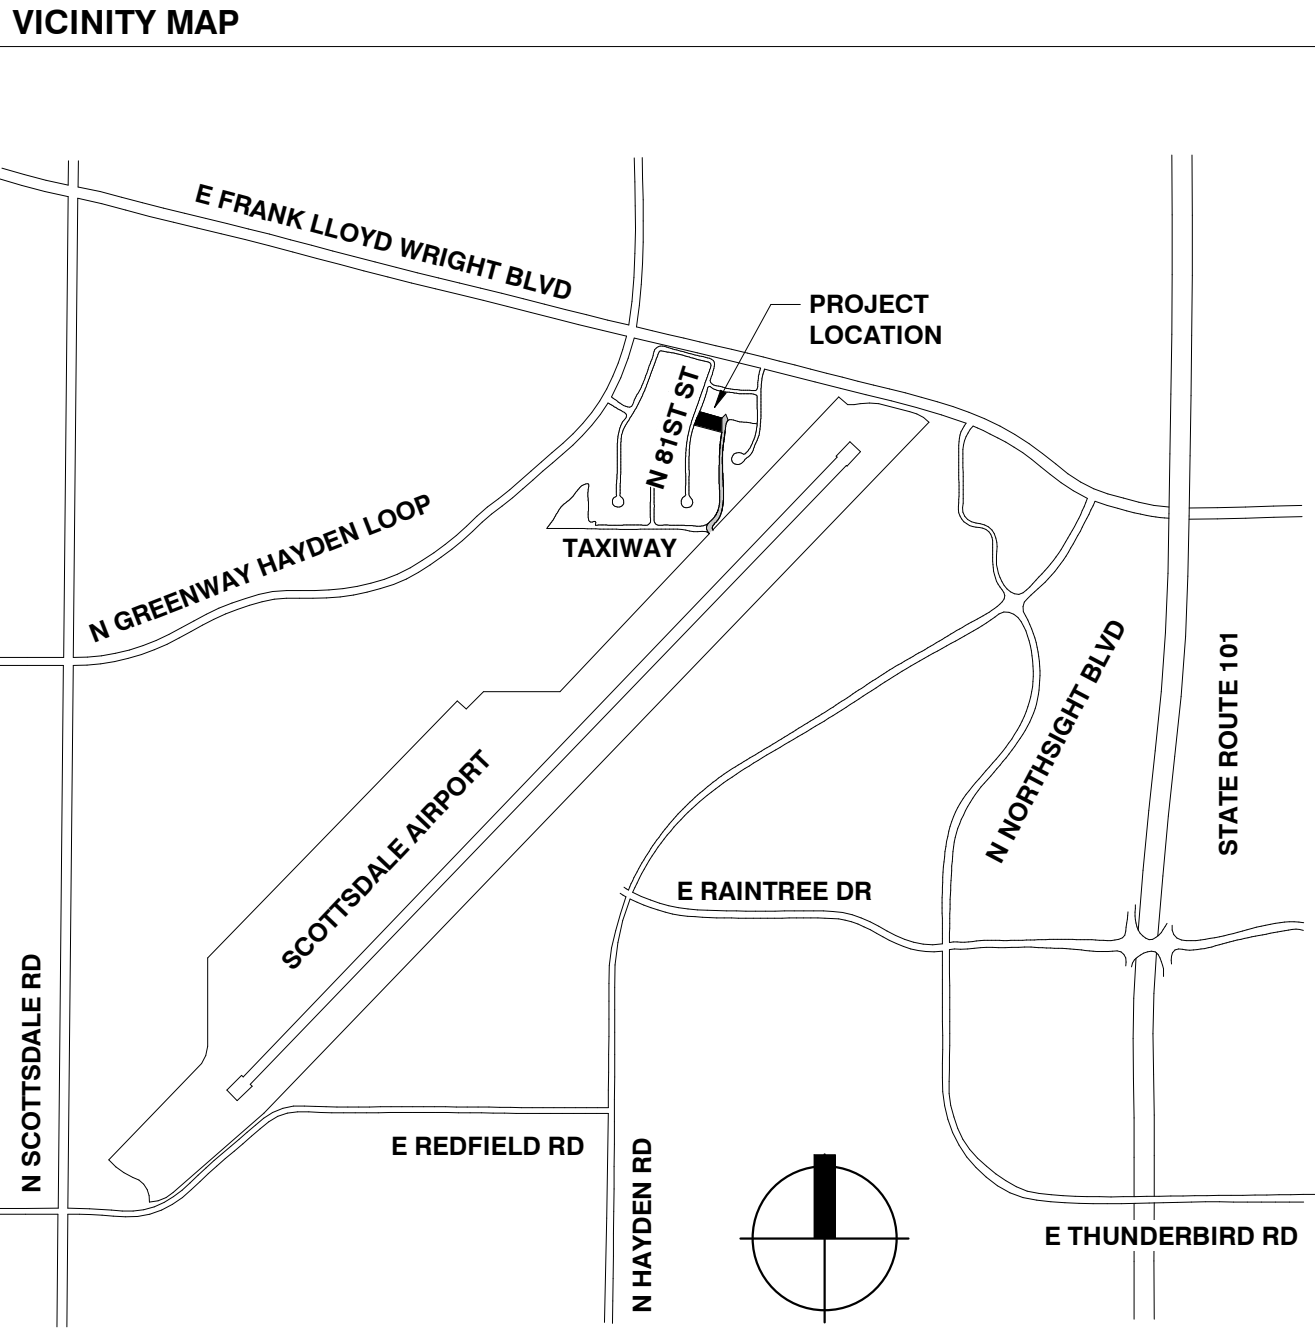 VICINITY MAP
E FRANK LLOYD WRIGHT BLVD
PROJECT
LOCATION
N 81ST ST
N GREENWAY HAYDEN LOOP
TAXIWAY
N NORTHSIGHT BLVD
STATE ROUTE 101
SCOTTSDALE AIRPORT
E RAINTREE DR
N SCOTTSDALE RD
E REDFIELD RD
N HAYDEN RD
E THUNDERBIRD RD